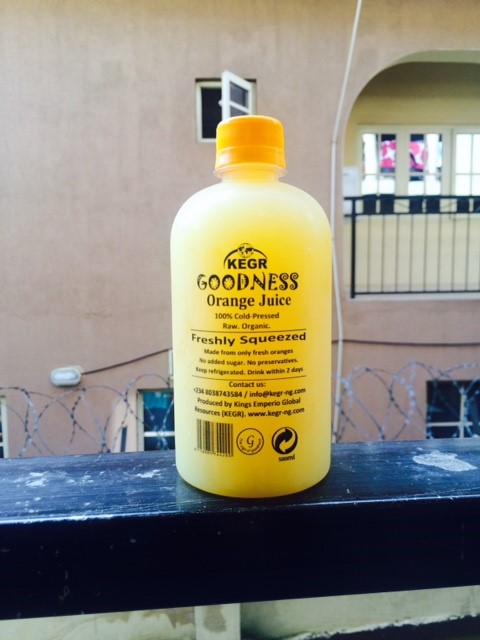 KEGR
GOODNESS
Orange Juice
100% Cold-Pressed
Raw. Organic.
Freshly Squeezed
Made from only fresh oranges
No added sugar. No preservatives.
Keep refrigerated. Drink within 2 days
Contact us:
+234 8038743584 / info@kegr-ng.com
Produced by Kings Emperio Global
Resources (KEGR). www.kegr-ng.com
G
500ml